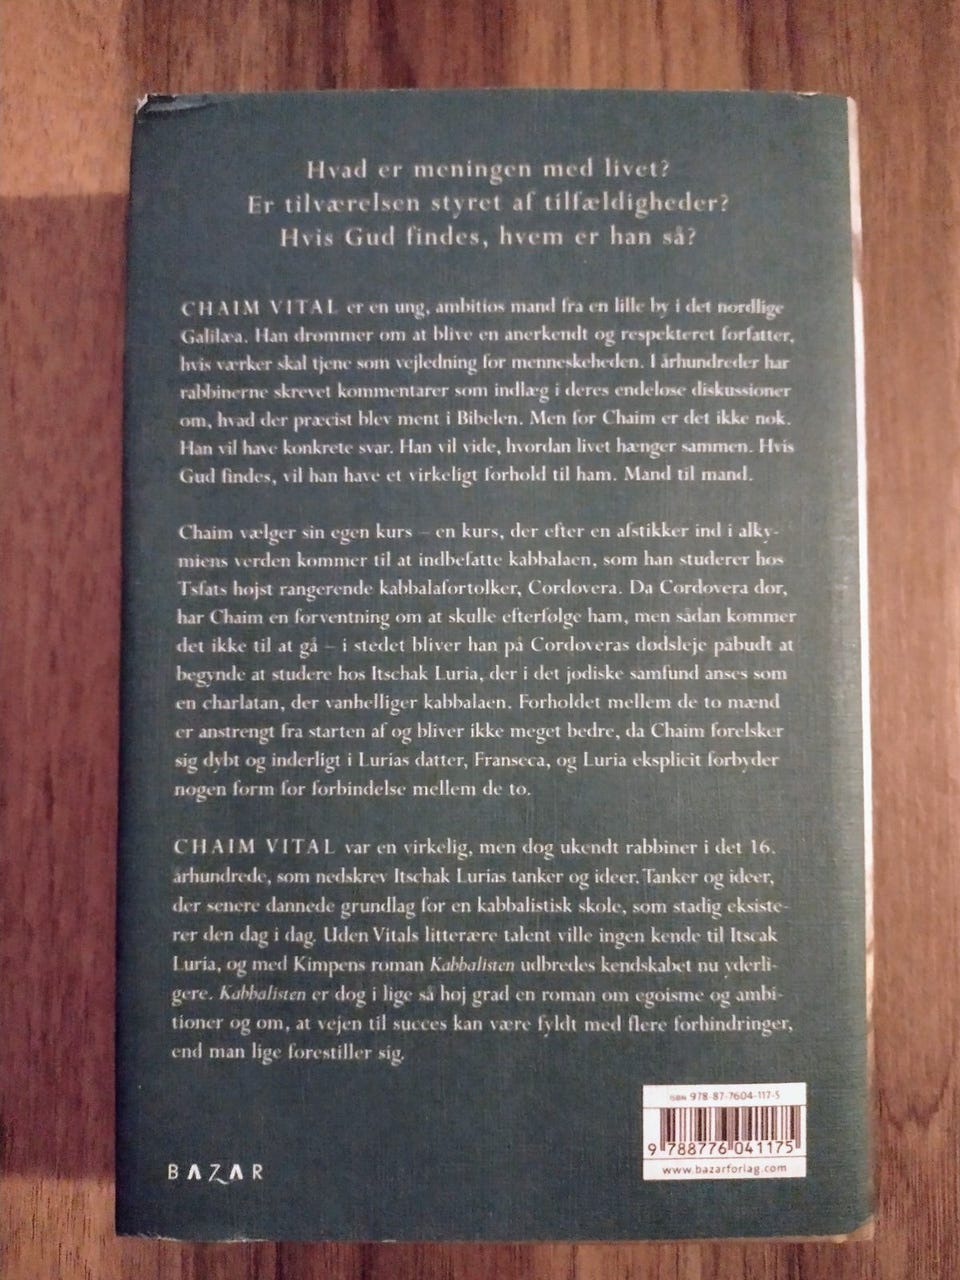 Hvad er meningen med livet?
Er tilværelsen styret af tilfældigheder?
Hvis Gud findes, hvem er han så?
CHAIM VITAL er en ung, ambitiøs mand fra en lille by i det nordlige
Galilæa. Han drømmer om at blive en anerkendt og respekteret forfatter,
hvis værker skal tjene som vejledning for menneskeheden. I århundreder har
rabbinerne skrevet kommentarer som indlæg i deres endeløse diskussioner
om, hvad der præcist blev ment i Bibelen. Men for Chaim er det ikke nok.
Han vil have konkrete svar. Han vil vide, hvordan livet hænger sammen. Hvis
Gud findes, vil han have et virkeligt forhold til ham. Mand til mand.
Chaim vælger sin egen kurs – en kurs, der efter en afstikker ind i alky-
miens verden kommer til at indbefatte kabbalaen, som han studerer hos
Tsfats højst rangerende kabbalafortolker, Cordovera. Da Cordovera dør,
har Chaim en forventning om at skulle efterfølge ham, men sådan kommer
det ikke til at gå – i stedet bliver han på Cordoveras dødsleje påbudt at
begynde at studere hos Itschak Luria, der i det jødiske samfund anses som
en charlatan, der vanhelliger kabbalaen. Forholdet mellem de to mænd
er anstrengt fra starten af og bliver ikke meget bedre, da Chaim forelsker
sig dybt og inderligt i Lurias datter, Franseca, og Luria eksplicit forbyder
nogen form for forbindelse mellem de to.
CHAIM VITAL var en virkelig, men dog ukendt rabbiner i det 16.
århundrede, som nedskrev Itschak Lurias tanker og ideer. Tanker og ideer,
der senere dannede grundlag for en kabbalistisk skole, som stadig eksiste-
rer den dag i dag. Uden Vitals litterære talent ville ingen kende til Itscak
Luria, og med Kimpens roman Kabbalisten udbredes kendskabet nu yderli-
gere. Kabbalisten er dog i lige så høj grad en roman om egoisme og ambi-
tioner og om, at vejen til succes kan være fyldt med flere forhindringer,
end man lige forestiller sig.
ISBN 978-87-7604-117-5
9 788776 041175
www.bazarforlag.com
BAZAR